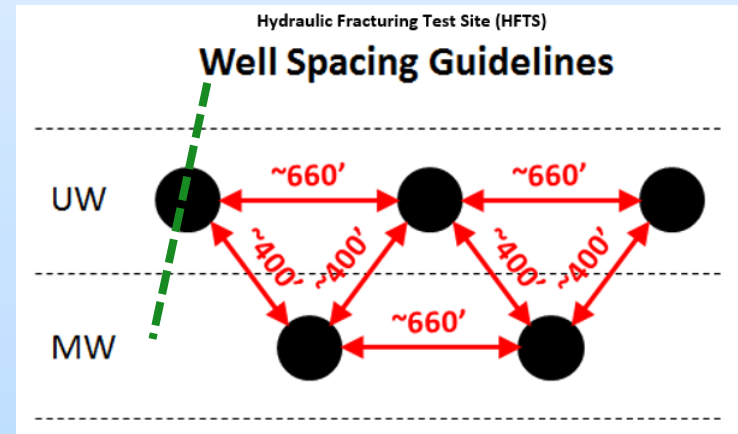 Hydraulic Fracturing Test Site (HFTS)
Well Spacing Guidelines
~660’ ~660’
UW
~400’ ~400’ ~400’ ~400’
~660’
MW